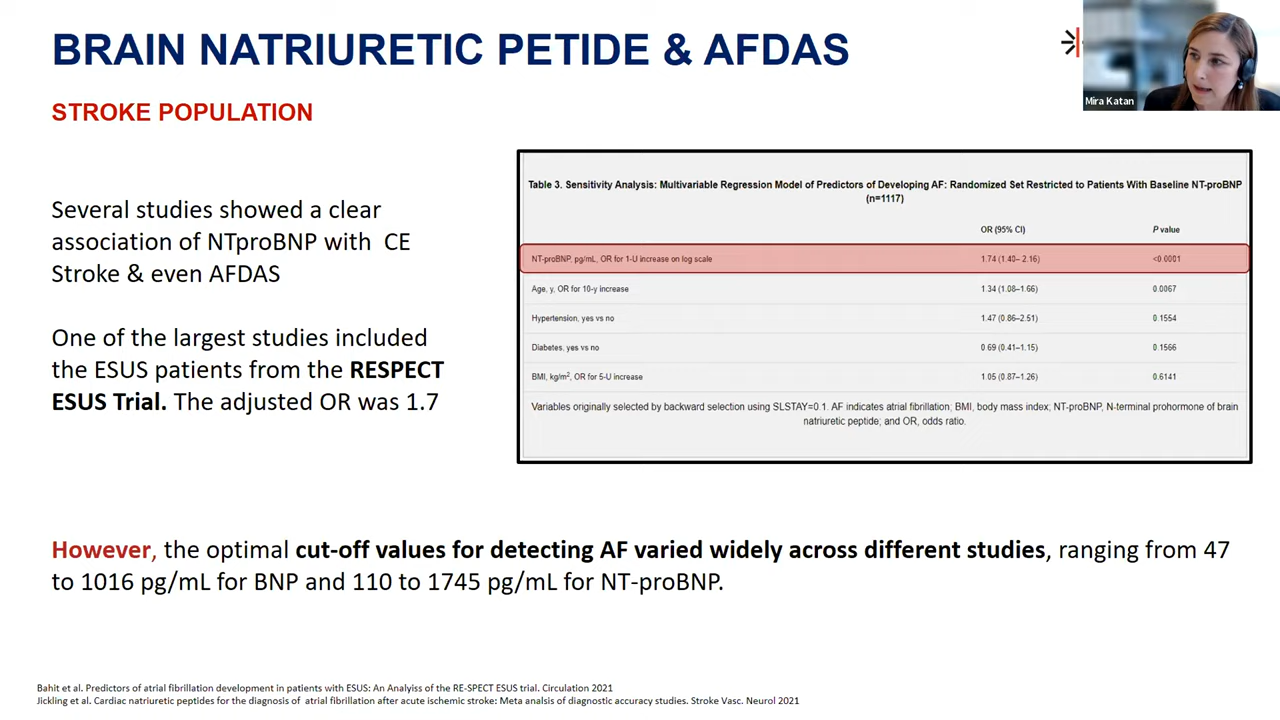 BRAIN NATRIURETIC PETIDE & AFDAS
Mira Katan
STROKE POPULATION
Several studies showed a clear
association of NTproBNP with CE
Stroke & even AFDAS
One of the largest studies included
the ESUS patients from the RESPECT
ESUS Trial. The adjusted OR was 1.7
Table 3. Sensitivity Analysis: Multivariable Regression Model of Predictors of Developing AF: Randomized Set Restricted to Patients With Baseline NT-proBNP
(n=1117)
OR (95% CI) P value
NT-proBNP, pg/mL, OR for 1-U increase on log scale 1.74 (1.40– 2.16) <0.0001
Age, y, OR for 10-y increase 1.34 (1.08–1.66) 0.0067
Hypertension, yes vs no 1.47 (0.86–2.51) 0.1554
Diabetes, yes vs no 0.69 (0.41–1.15) 0.1566
BMI, kg/m², OR for 5-U increase 1.05 (0.87–1.26) 0.6141
Variables originally selected by backward selection using SLSTAY=0.1. AF indicates atrial fibrillation; BMI, body mass index; NT-proBNP, N-terminal prohormone of brain
natriuretic peptide; and OR, odds ratio.
However, the optimal cut-off values for detecting AF varied widely across different studies, ranging from 47
to 1016 pg/mL for BNP and 110 to 1745 pg/mL for NT-proBNP.
Bahit et al. Predictors of atrial fibrillation development in patients with ESUS: An Analyiss of the RE-SPECT ESUS trial. Circulation 2021
Jickling et al. Cardiac natriuretic peptides for the diagnosis of atrial fibrillation after acute ischemic stroke: Meta analsis of diagnostic accuracy studies. Stroke Vasc. Neurol 2021